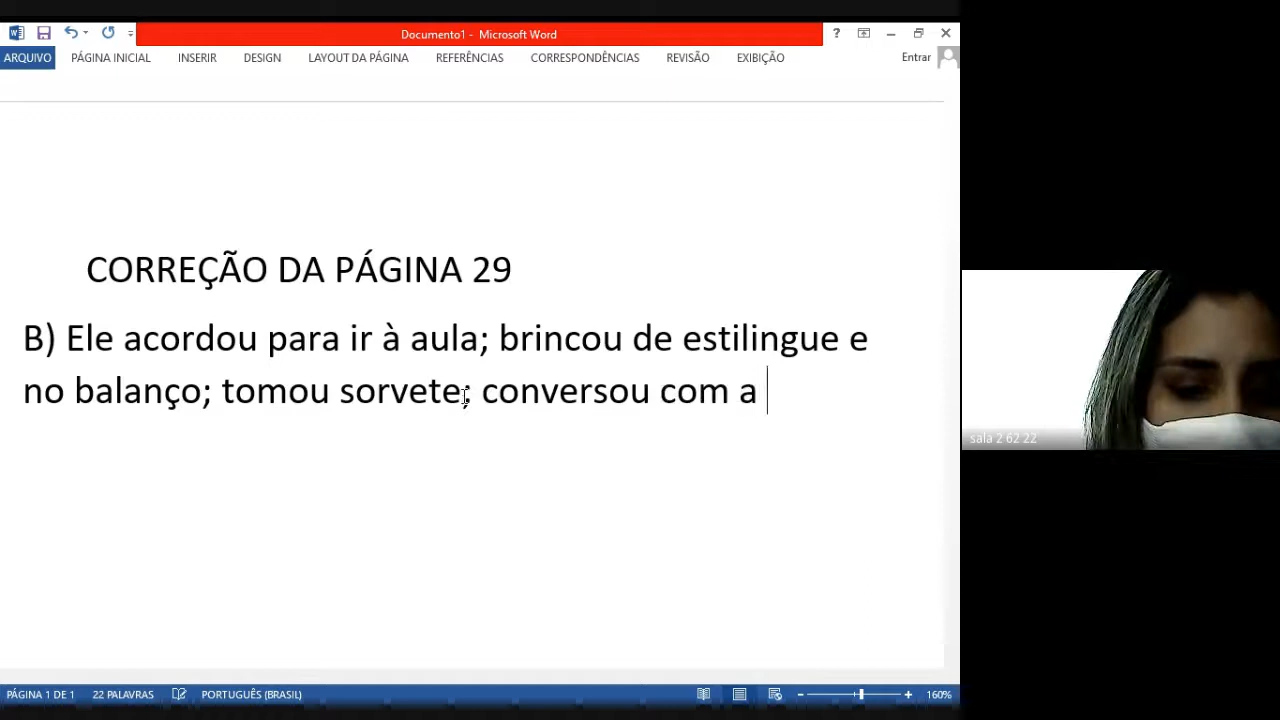 Documento1 - Microsoft Word
?
ARQUIVO PÁGINA INICIAL INSERIR DESIGN LAYOUT DA PÁGINA REFERÊNCIAS CORRESPONDÊNCIAS REVISÃO EXIBIÇÃO Entrar
CORREÇÃO DA PÁGINA 29
B) Ele acordou para ir à aula; brincou de estilingue e
no balanço; tomou sorvete; conversou com a
sala 2 62 22
PÁGINA 1 DE 1 22 PALAVRAS PORTUGUÊS (BRASIL) 160%